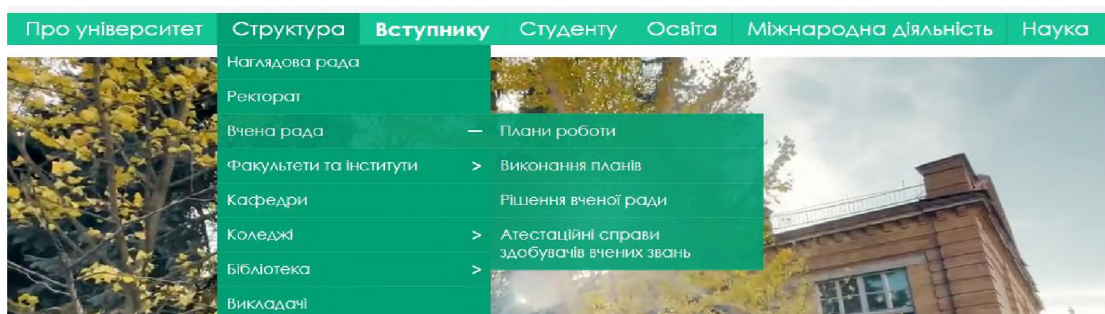 Про університет Структура Вступнику Студенту Освіта Міжнародна діяльність Наука
Наглядова рада
Ректорат
Вчена рада — Плани роботи
Факультети та інститути > Виконання планів
Кафедри Рішення вченої ради
Коледжі > Атестаційні справи
здобувачів вчених звань
Бібліотека >
Викладачі